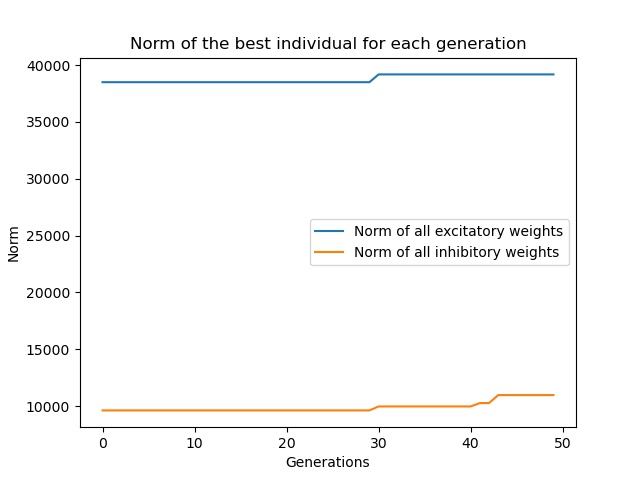 Norm of the best individual for each generation
40000
35000
30000
25000
20000
15000
10000
Norm
Norm of all excitatory weights
Norm of all inhibitory weights
0 10 20 30 40 50
Generations